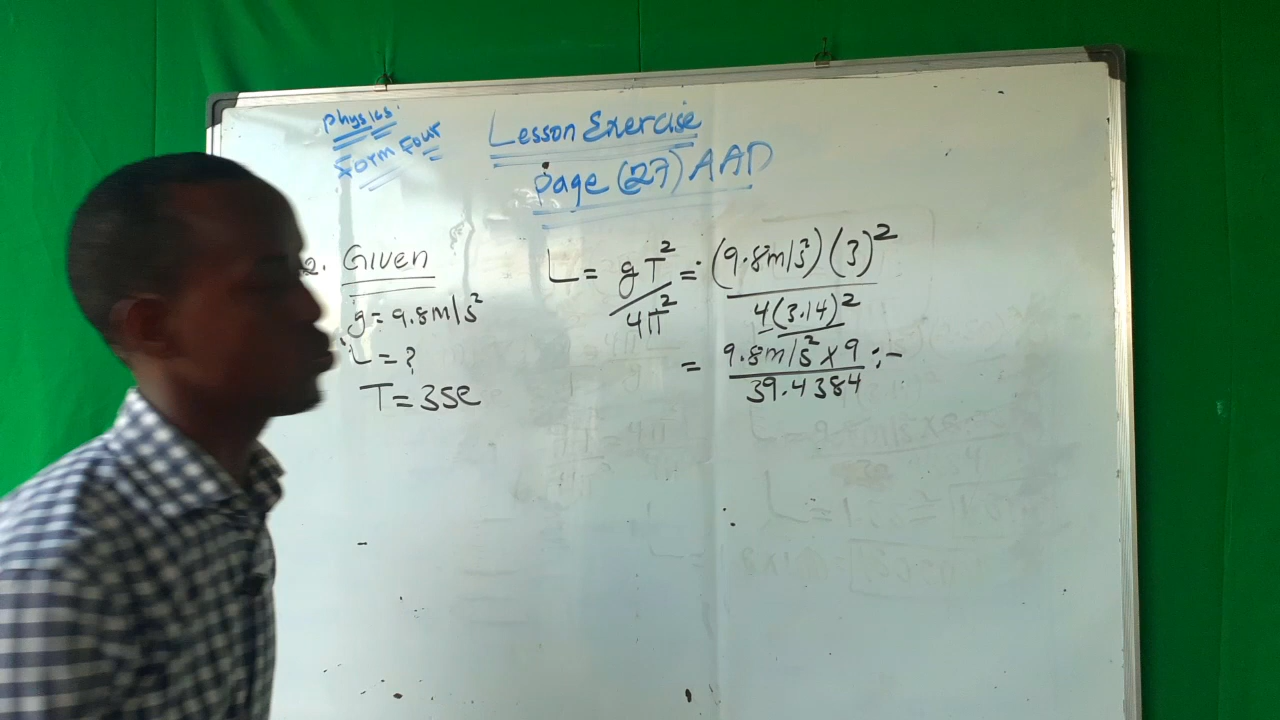 Physics
Form Four
Lesson Exercise
Page (27) AAD
2. Given
g = 9.8m/s²
L = ?
T = 3se
L = gT²/4π² = (9.8m/s²)(3)²/4(3.14)²
= 9.8m/s² x 9/39.4384 :-